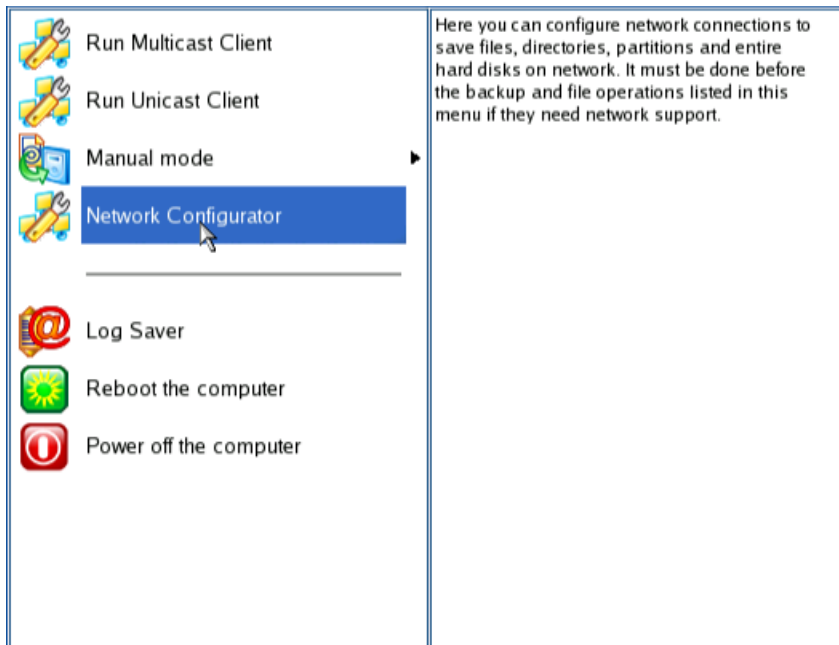 Run Multicast Client
Run Unicast Client
Manual mode
Network Configurator
Log Saver
Reboot the computer
Power off the computer
Here you can configure network connections to
save files, directories, partitions and entire
hard disks on network. It must be done before
the backup and file operations listed in this
menu if they need network support.